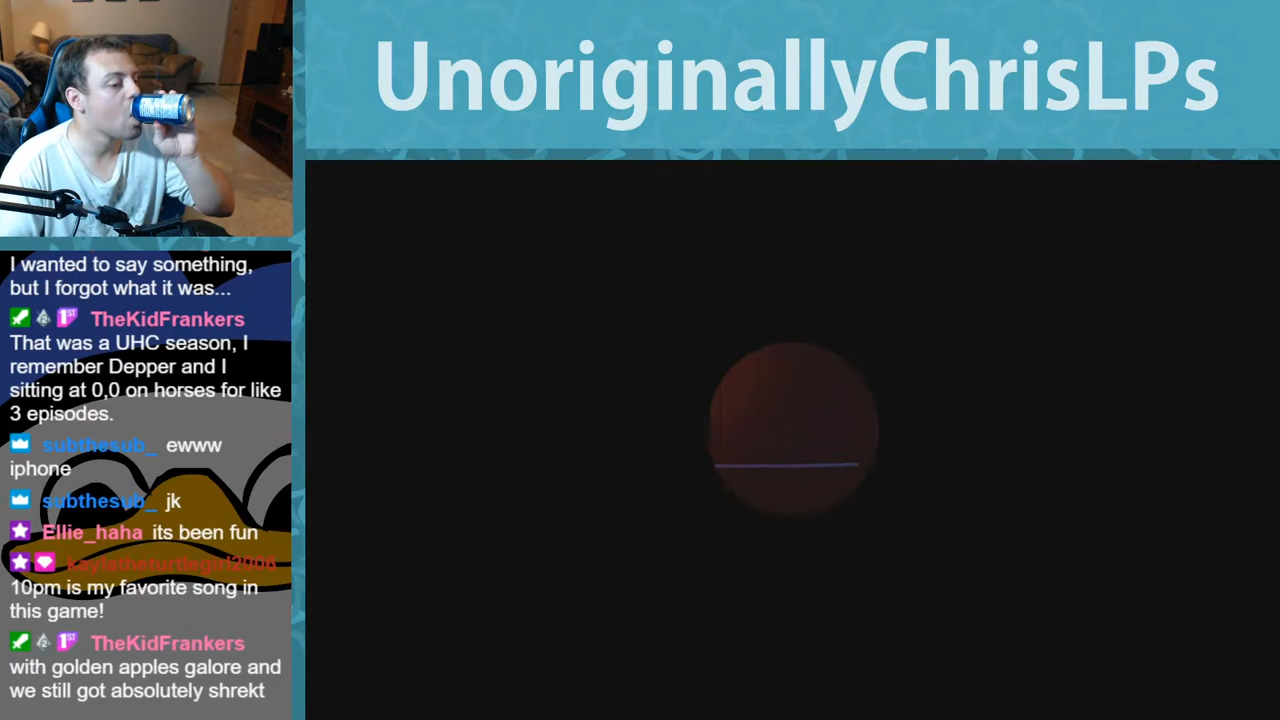 UnoriginallyChrisLPs
I wanted to say something,
but I forgot what it was...
TheKidFrankers
That was a UHC season, I
remember Depper and I
sitting at 0,0 on horses for like
3 episodes.
subthesub_ ewww
iphone
subthesub_ jk
Ellie_haha its been fun
kaylatheturtlegirl2006
10pm is my favorite song in
this game!
TheKidFrankers
with golden apples galore and
we still got absolutely shrekt